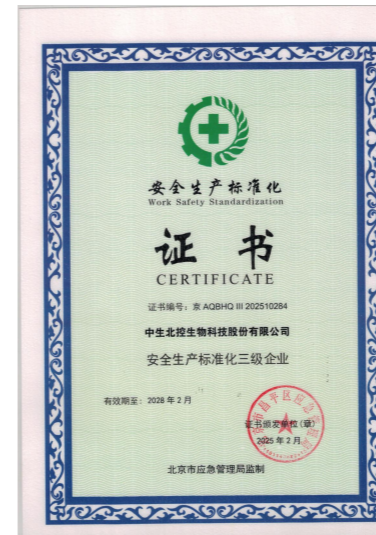 安全生产标准化
Work Safety Standardization
证 书
CERTIFICATE
证书编号：京 AQBHQ III 202510284
中生北控生物科技股份有限公司
安全生产标准化三级企业
有效期至：2028 年 2 月
证书颁发单位（章）
2025 年 2 月
北京市应急管理局监制